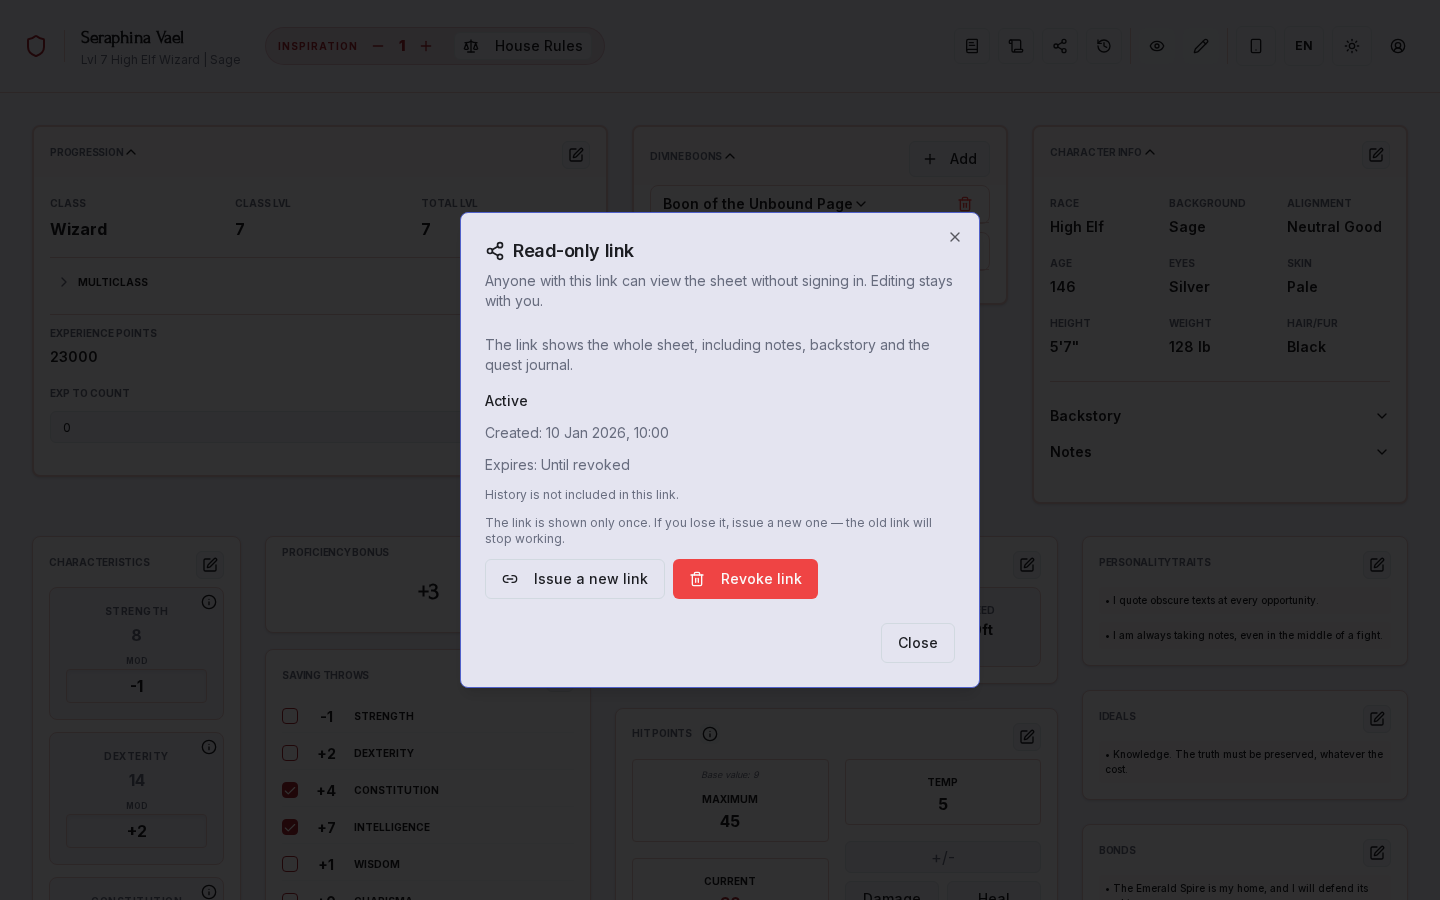 Seraphina Vael
Lvl 7 High Elf Wizard | Sage
INSPIRATION
1
House Rules
EN
PROGRESSION
CLASS
CLASS LVL
TOTAL LVL
Wizard
7
7
MULTICLASS
EXPERIENCE POINTS
23000
EXP TO COUNT
0
DIVINE BOONS
Add
Boon of the Unbound Page
CHARACTER INFO
RACE
BACKGROUND
ALIGNMENT
High Elf
Sage
Neutral Good
AGE
EYES
SKIN
146
Silver
Pale
HEIGHT
WEIGHT
HAIR/FUR
5'7"
128 lb
Black
Backstory
Notes
Read-only link
Anyone with this link can view the sheet without signing in. Editing stays
with you.
The link shows the whole sheet, including notes, backstory and the
quest journal.
Active
Created: 10 Jan 2026, 10:00
Expires: Until revoked
History is not included in this link.
The link is shown only once. If you lose it, issue a new one — the old link will
stop working.
Issue a new link
Revoke link
Close
CHARACTERISTICS
STRENGTH
8
MOD
-1
DEXTERITY
14
MOD
+2
PROFICIENCY BONUS
+3
SAVING THROWS
-1 STRENGTH
+2 DEXTERITY
+4 CONSTITUTION
+7 INTELLIGENCE
+1 WISDOM
HIT POINTS
Base value: 9
MAXIMUM
45
TEMP
5
+/-
CURRENT
Damage
Heal
PERSONALITY TRAITS
• I quote obscure texts at every opportunity.
• I am always taking notes, even in the middle of a fight.
IDEALS
• Knowledge. The truth must be preserved, whatever the
cost.
BONDS
• The Emerald Spire is my home, and I will defend its